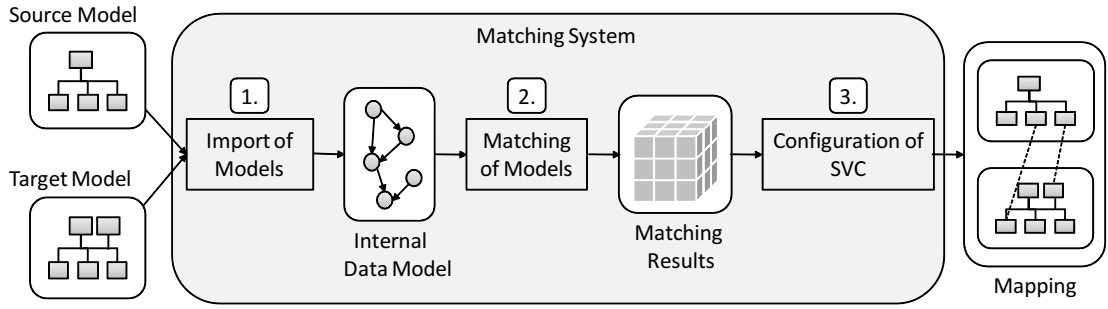 Source Model
Target Model
Matching System
1.
Import of
Models
Internal
Data Model
2.
Matching
of Models
Matching
Results
3.
Configuration of
SVC
Mapping